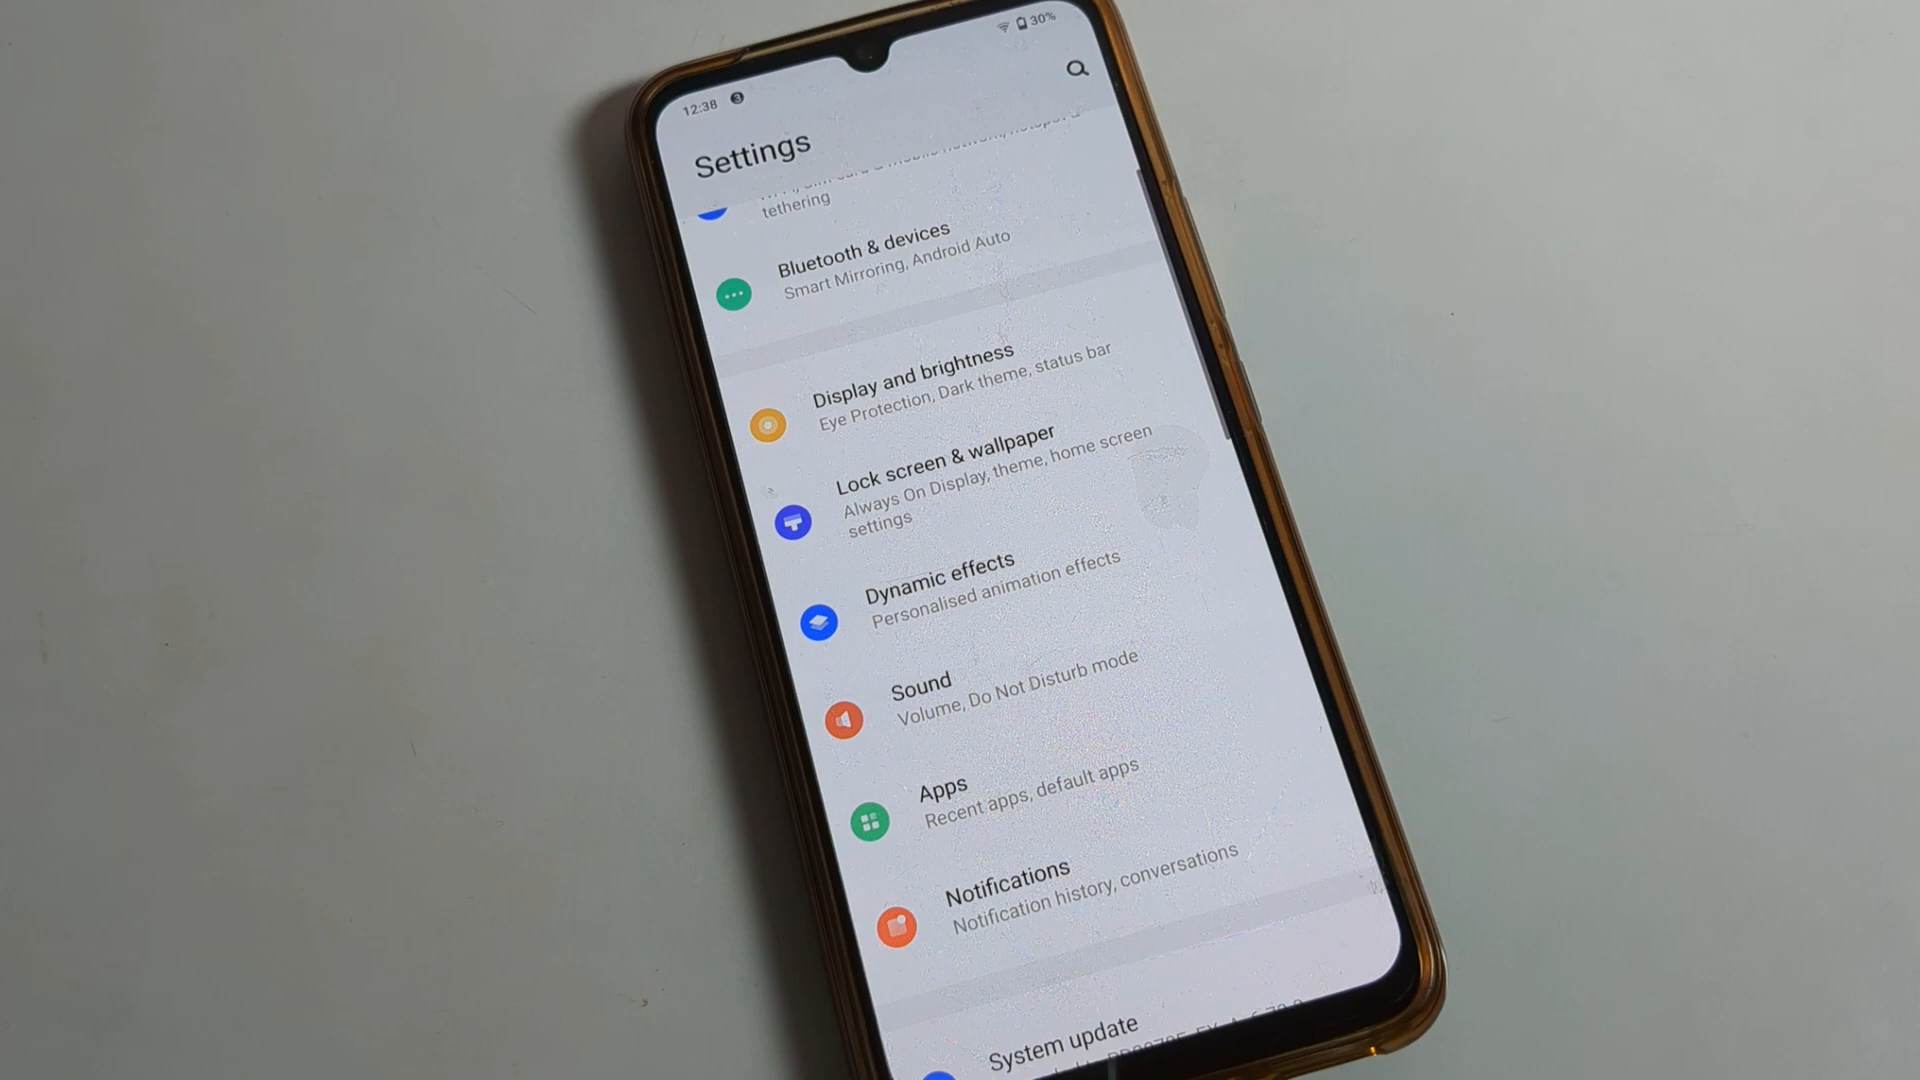 12:38
30%
Settings
tethering
Bluetooth & devices
Smart Mirroring, Android Auto
Display and brightness
Eye Protection, Dark theme, status bar
Lock screen & wallpaper
Always On Display, theme, home screen
settings
Dynamic effects
Personalised animation effects
Sound
Volume, Do Not Disturb mode
Apps
Recent apps, default apps
Notifications
Notification history, conversations
System update